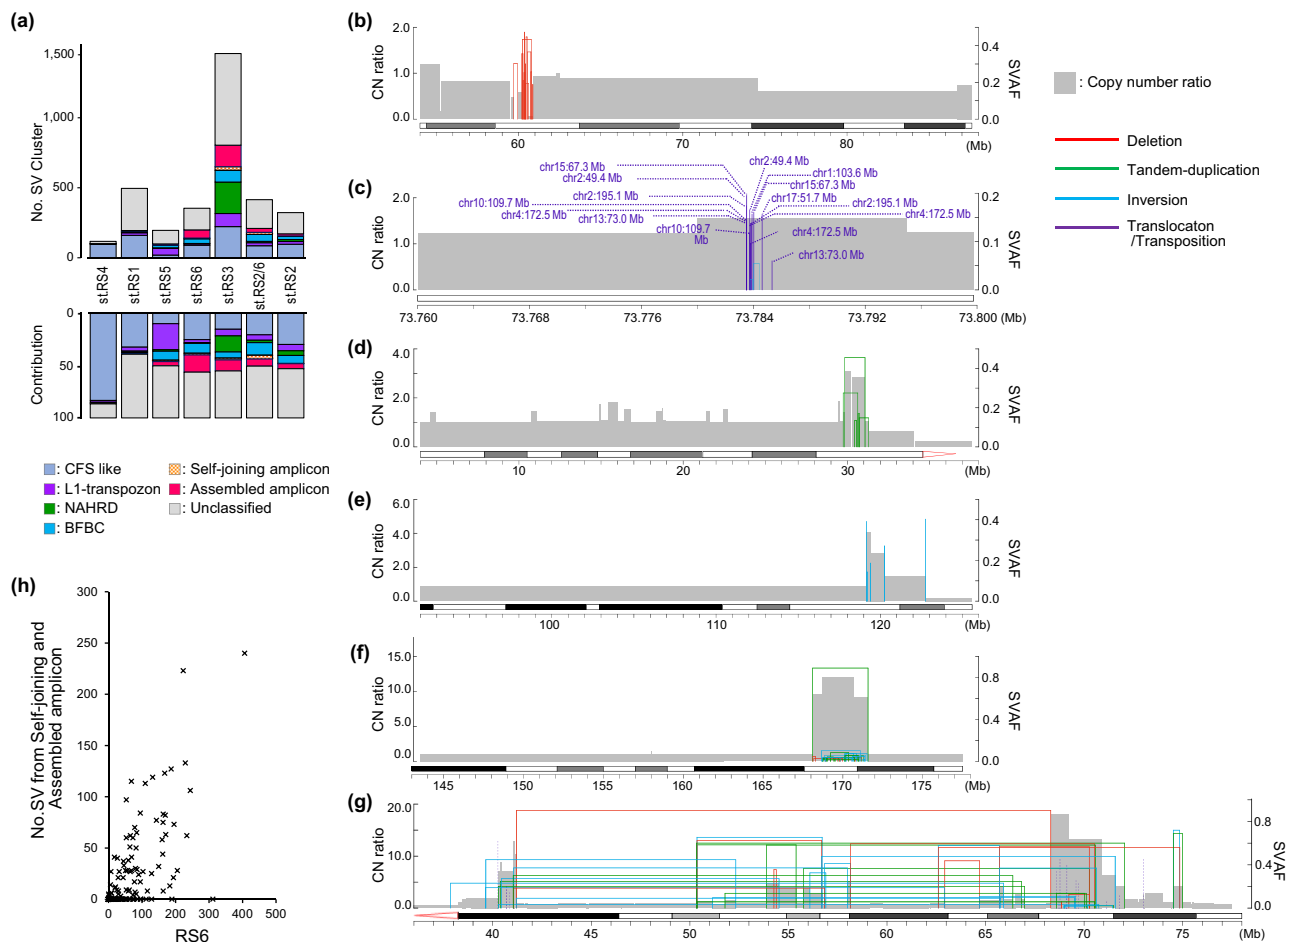 (a)
No. SV Cluster
1,500
1,000
500
0
st.RS4
st.RS1
st.RS5
st.RS6
st.RS3
st.RS2/6
st.RS2
Contribution
0
50
100
: CFS like
: L1-transpozon
: NAHRD
: BFBC
: Self-joining amplicon
: Assembled amplicon
: Unclassified
(b)
CN ratio
2.0
1.0
0.0
0.4
0.2
0.0
SVAF
60
70
80
(Mb)
: Copy number ratio
Deletion
Tandem-duplication
Inversion
Translocaton
/Transposition
(c)
CN ratio
2.0
1.0
0.0
0.2
0.1
0.0
SVAF
chr15:67.3 Mb
chr2:49.4 Mb
chr2:195.1 Mb
chr10:109.7 Mb
chr4:172.5 Mb
chr13:73.0 Mb
chr10:109.7
Mb
chr2:49.4 Mb
chr1:103.6 Mb
chr15:67.3 Mb
chr17:51.7 Mb
chr2:195.1 Mb
chr4:172.5 Mb
chr4:172.5 Mb
chr13:73.0 Mb
73.760
73.768
73.776
73.784
73.792
73.800
(Mb)
(d)
CN ratio
4.0
2.0
0.0
0.4
0.2
0.0
SVAF
10
20
30
(Mb)
(e)
CN ratio
6.0
4.0
2.0
0.0
0.4
0.2
0.0
SVAF
100
110
120
(Mb)
(f)
CN ratio
15.0
10.0
5.0
0.0
0.8
0.4
0.0
SVAF
145
150
155
160
165
170
175
(Mb)
(g)
CN ratio
20.0
10.0
0.0
0.8
0.4
0.0
SVAF
40
45
50
55
60
65
70
75
(Mb)
(h)
No.SV from Self-joining and
Assembled amplicon
300
250
200
150
100
50
0
0
100
200
300
400
500
RS6